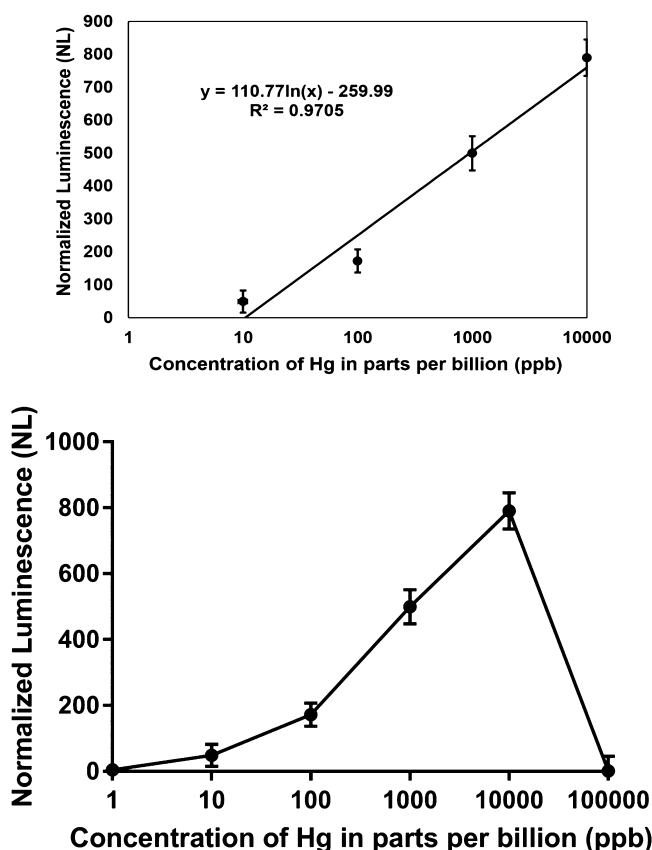 900
800
700
600
500
400
300
200
100
0
Normalized Luminescence (NL)
y = 110.77ln(x) - 259.99
R² = 0.9705
1 10 100 1000 10000
Concentration of Hg in parts per billion (ppb)
1000
800
600
400
200
0
Normalized Luminescence (NL)
1 10 100 1000 10000 100000
Concentration of Hg in parts per billion (ppb)